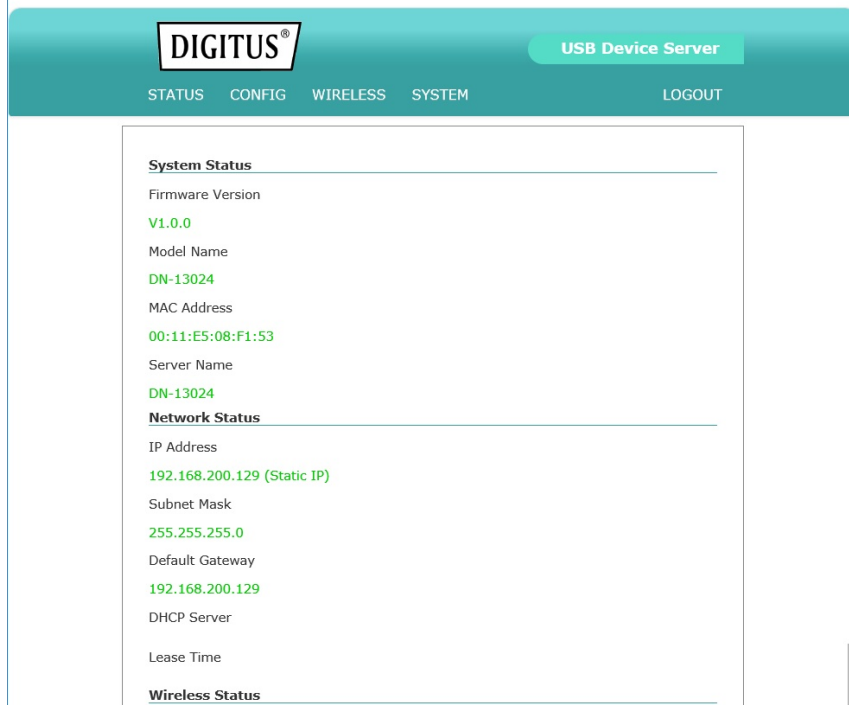 DIGITUS®
USB Device Server
STATUS CONFIG WIRELESS SYSTEM LOGOUT
System Status
Firmware Version
V1.0.0
Model Name
DN-13024
MAC Address
00:11:E5:08:F1:53
Server Name
DN-13024
Network Status
IP Address
192.168.200.129 (Static IP)
Subnet Mask
255.255.255.0
Default Gateway
192.168.200.129
DHCP Server
Lease Time
Wireless Status